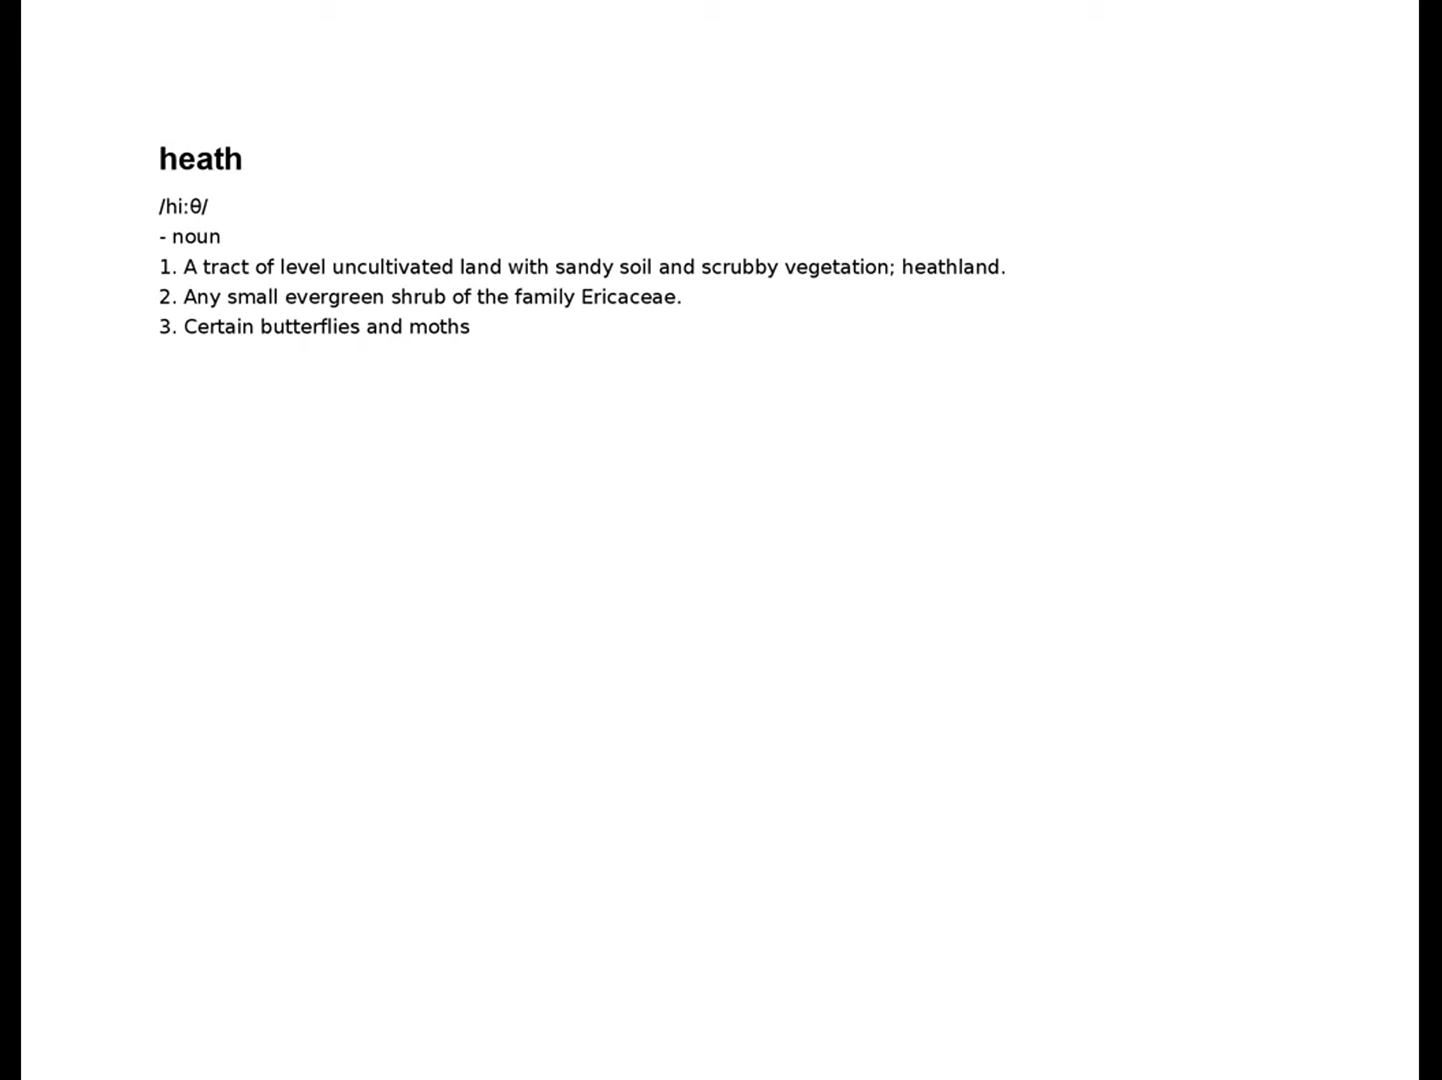 heath
/hi:θ/
- noun
1. A tract of level uncultivated land with sandy soil and scrubby vegetation; heathland.
2. Any small evergreen shrub of the family Ericaceae.
3. Certain butterflies and moths